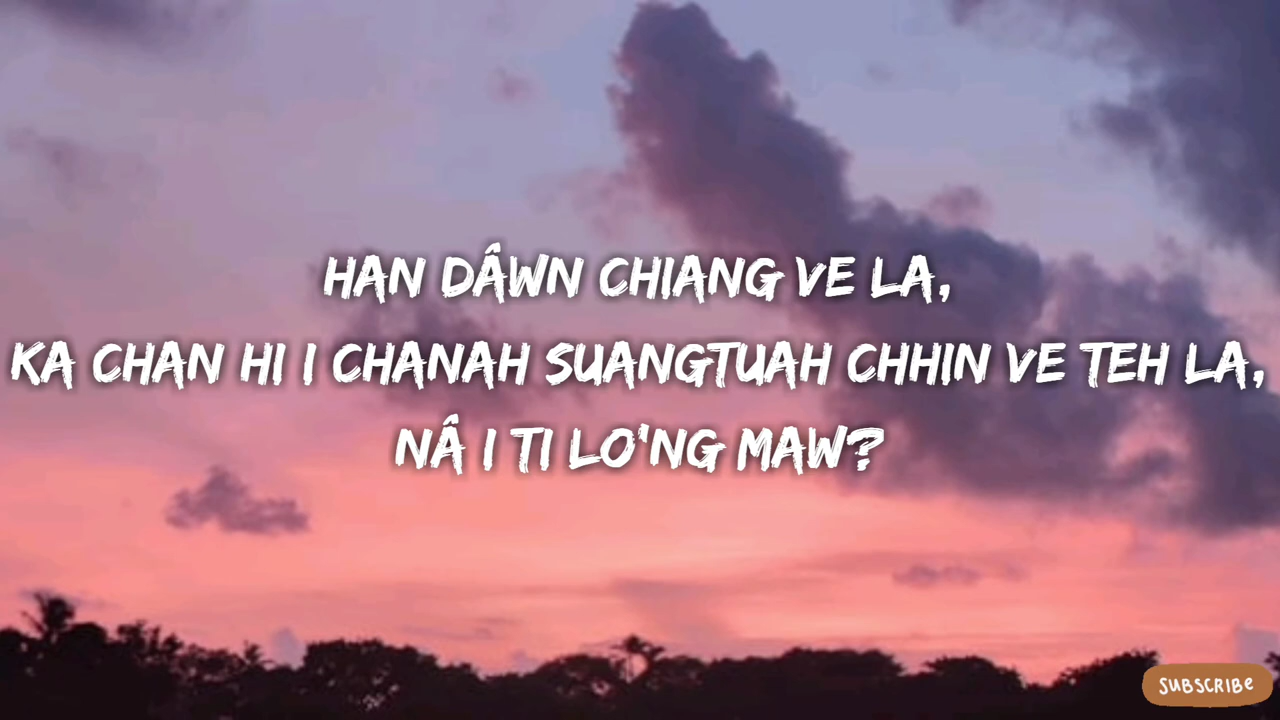 HAN DÂWN CHIANG VE LA,
KA CHAN HI I CHANAH SUANGTUAH CHHIN VE TEH LA,
NÂ I TI LO'NG MAW?
SUBSCRIBE